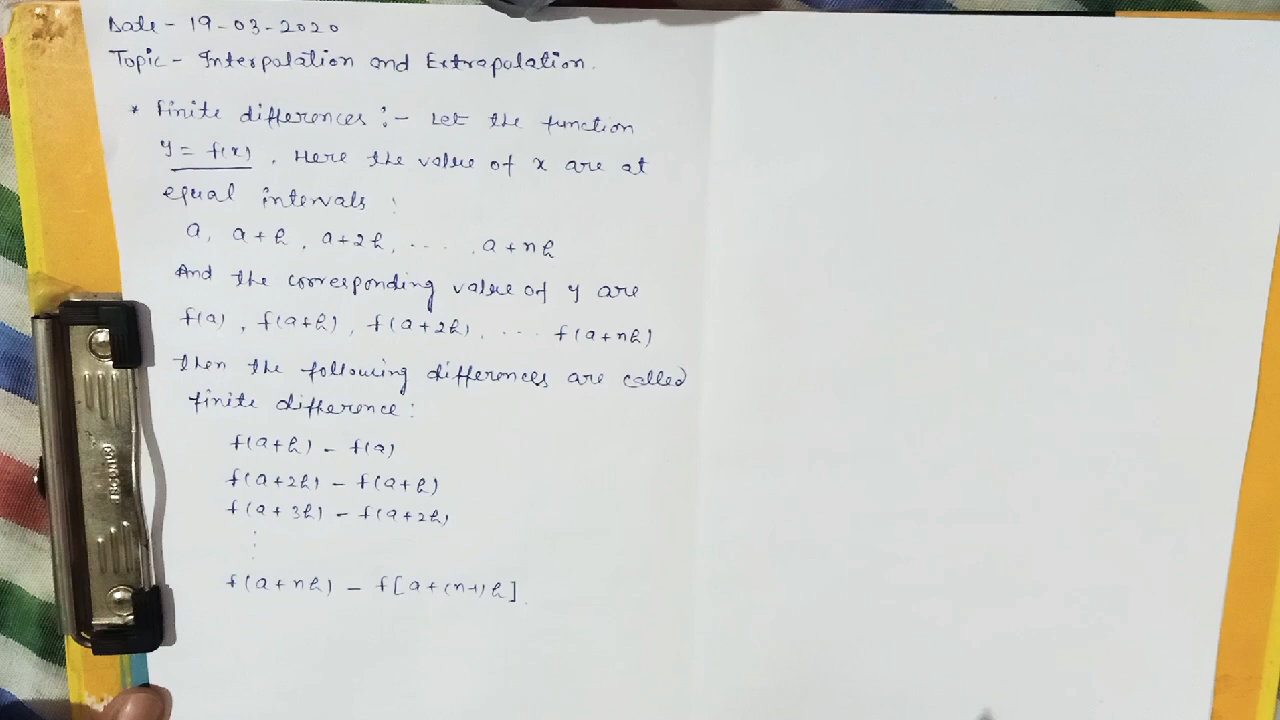 Date - 19-03-2020
Topic - Interpolation and Extrapolation.
* Finite differences :- Let the function
y = f(x). Here the value of x are at
equal intervals :
a, a+h, a+2h, .... , a+nh
And the corresponding value of y are
f(a), f(a+h), f(a+2h), .... f(a+nh)
then the following differences are called
finite difference :
f(a+h) - f(a)
f(a+2h) - f(a+h)
f(a+3h) - f(a+2h)
⋮
f(a+nh) - f[a+(n-1)h].